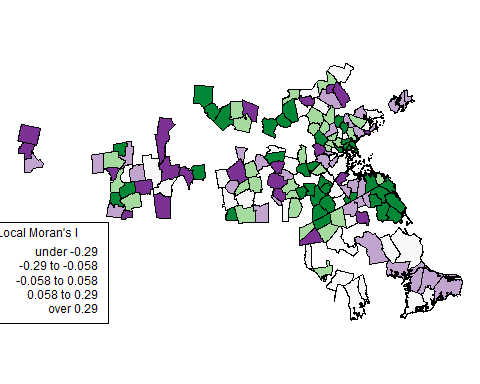 Local Moran's I
under -0.29
-0.29 to -0.058
-0.058 to 0.058
0.058 to 0.29
over 0.29